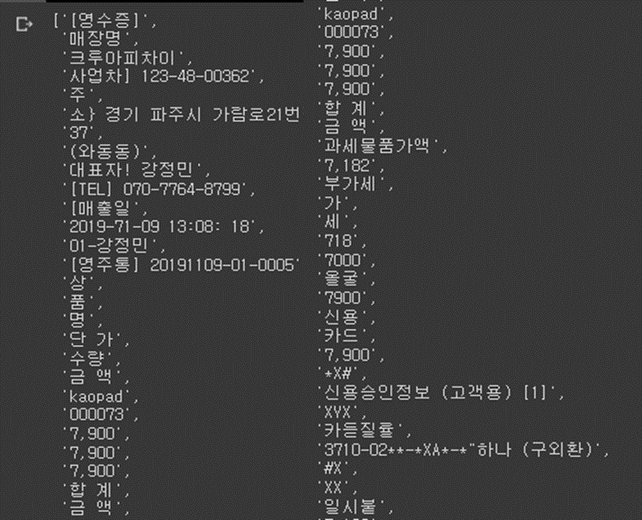 ['[영수증]',
'매장명',
'크루아피차이',
'사업차] 123-48-00362',
'주',
'소} 경기 파주시 가람로21번
'37',
'(와동동)',
'대표자! 강정민',
'[TEL] 070-7764-8799',
'[매출일',
'2019-71-09 13:08: 18',
'01-강정민',
'[영주통] 20191109-01-0005'
'상',
'품',
'명',
'단 가',
'수량',
'금 액',
'kaopad',
'000073',
'7,900',
'7,900',
'7,900',
'합 계',
'금 액',
'kaopad',
'000073',
'7,900',
'7,900',
'7,900',
'합 계',
'금 액',
'과세물품가액',
'7,182',
'부가세',
'가',
'세',
'718',
'7000',
'올굴',
'7900',
'신용',
'카드',
'7,900',
'*X#',
'신용승인정보 (고객용) [1]',
'XYX',
'카듣질률',
'3710-02**-*XA*-*"하나 (구외환)',
'#X',
'XX',
'일시불',